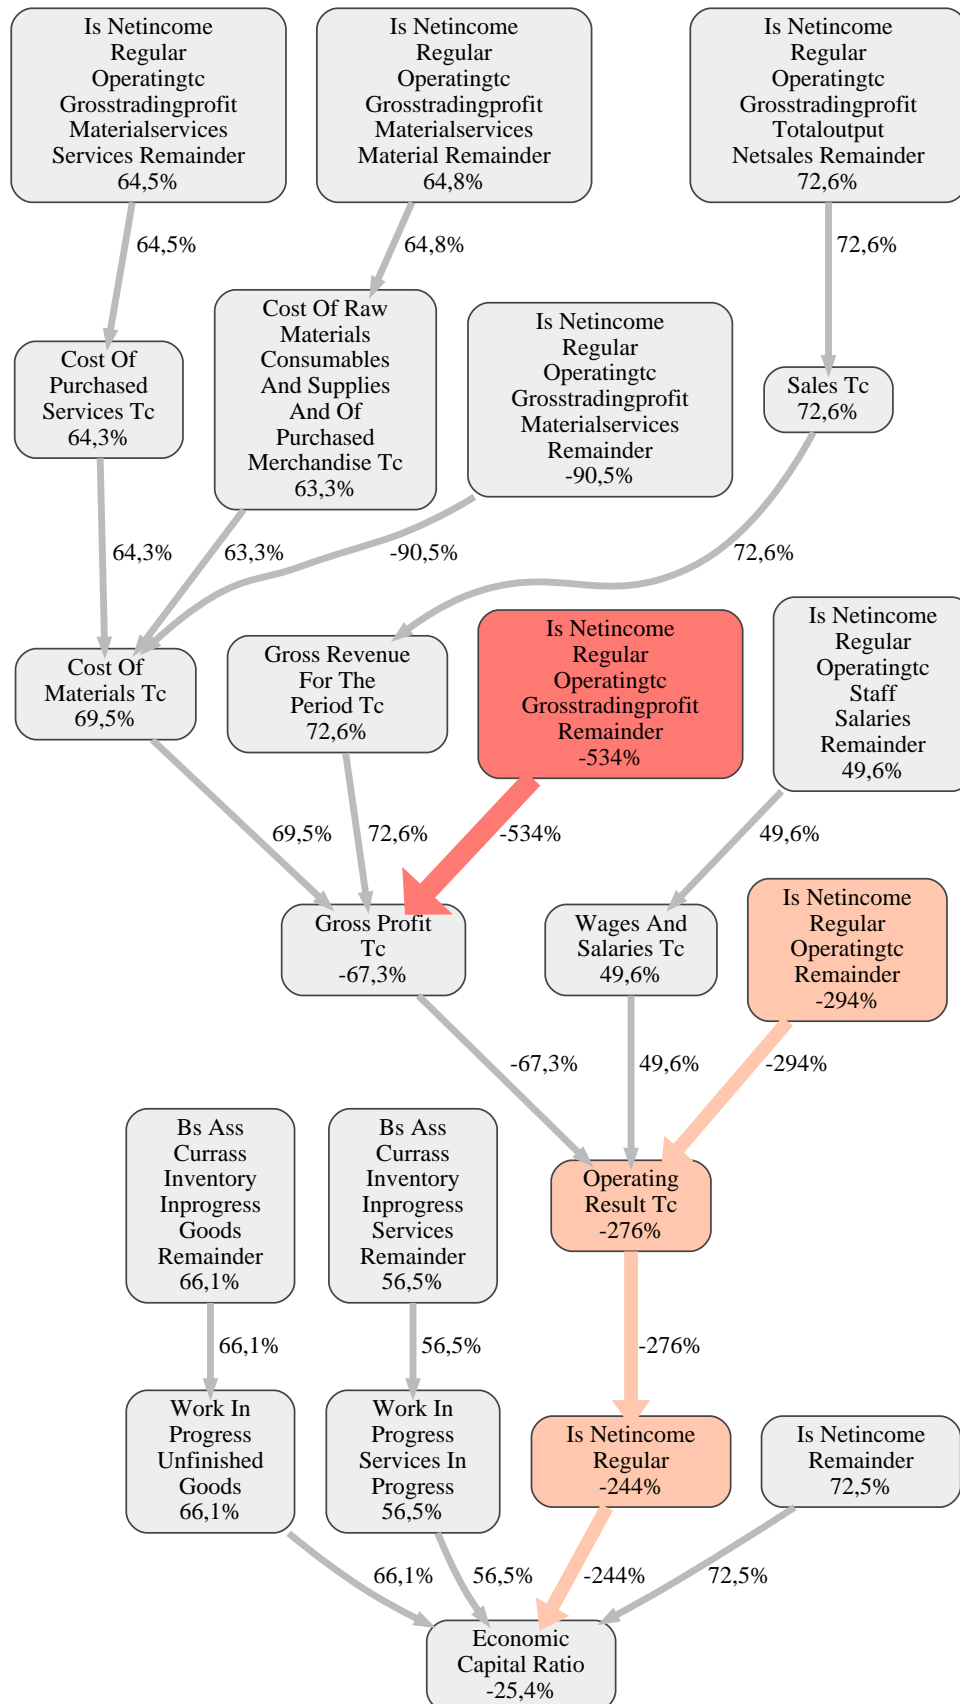 Is Netincome
Regular
Operatingtc
Grosstradingprofit
Materialservices
Services Remainder
64,5%
Is Netincome
Regular
Operatingtc
Grosstradingprofit
Materialservices
Material Remainder
64,8%
Is Netincome
Regular
Operatingtc
Grosstradingprofit
Totaloutput
Netsales Remainder
72,6%
64,5%
64,8%
72,6%
Cost Of
Purchased
Services Tc
64,3%
Cost Of Raw
Materials
Consumables
And Supplies
And Of
Purchased
Merchandise Tc
63,3%
Is Netincome
Regular
Operatingtc
Grosstradingprofit
Materialservices
Remainder
-90,5%
Sales Tc
72,6%
64,3%
63,3%
-90,5%
72,6%
Cost Of
Materials Tc
69,5%
Gross Revenue
For The
Period Tc
72,6%
Is Netincome
Regular
Operatingtc
Grosstradingprofit
Remainder
-534%
Is Netincome
Regular
Operatingtc
Staff
Salaries
Remainder
49,6%
69,5%
72,6%
-534%
49,6%
Gross Profit
Tc
-67,3%
Wages And
Salaries Tc
49,6%
Is Netincome
Regular
Operatingtc
Remainder
-294%
-67,3%
49,6%
-294%
Bs Ass
Currass
Inventory
Inprogress
Goods
Remainder
66,1%
Bs Ass
Currass
Inventory
Inprogress
Services
Remainder
56,5%
Operating
Result Tc
-276%
66,1%
56,5%
-276%
Work In
Progress
Unfinished
Goods
66,1%
Work In
Progress
Services In
Progress
56,5%
Is Netincome
Regular
-244%
Is Netincome
Remainder
72,5%
66,1%
56,5%
-244%
72,5%
Economic
Capital Ratio
-25,4%